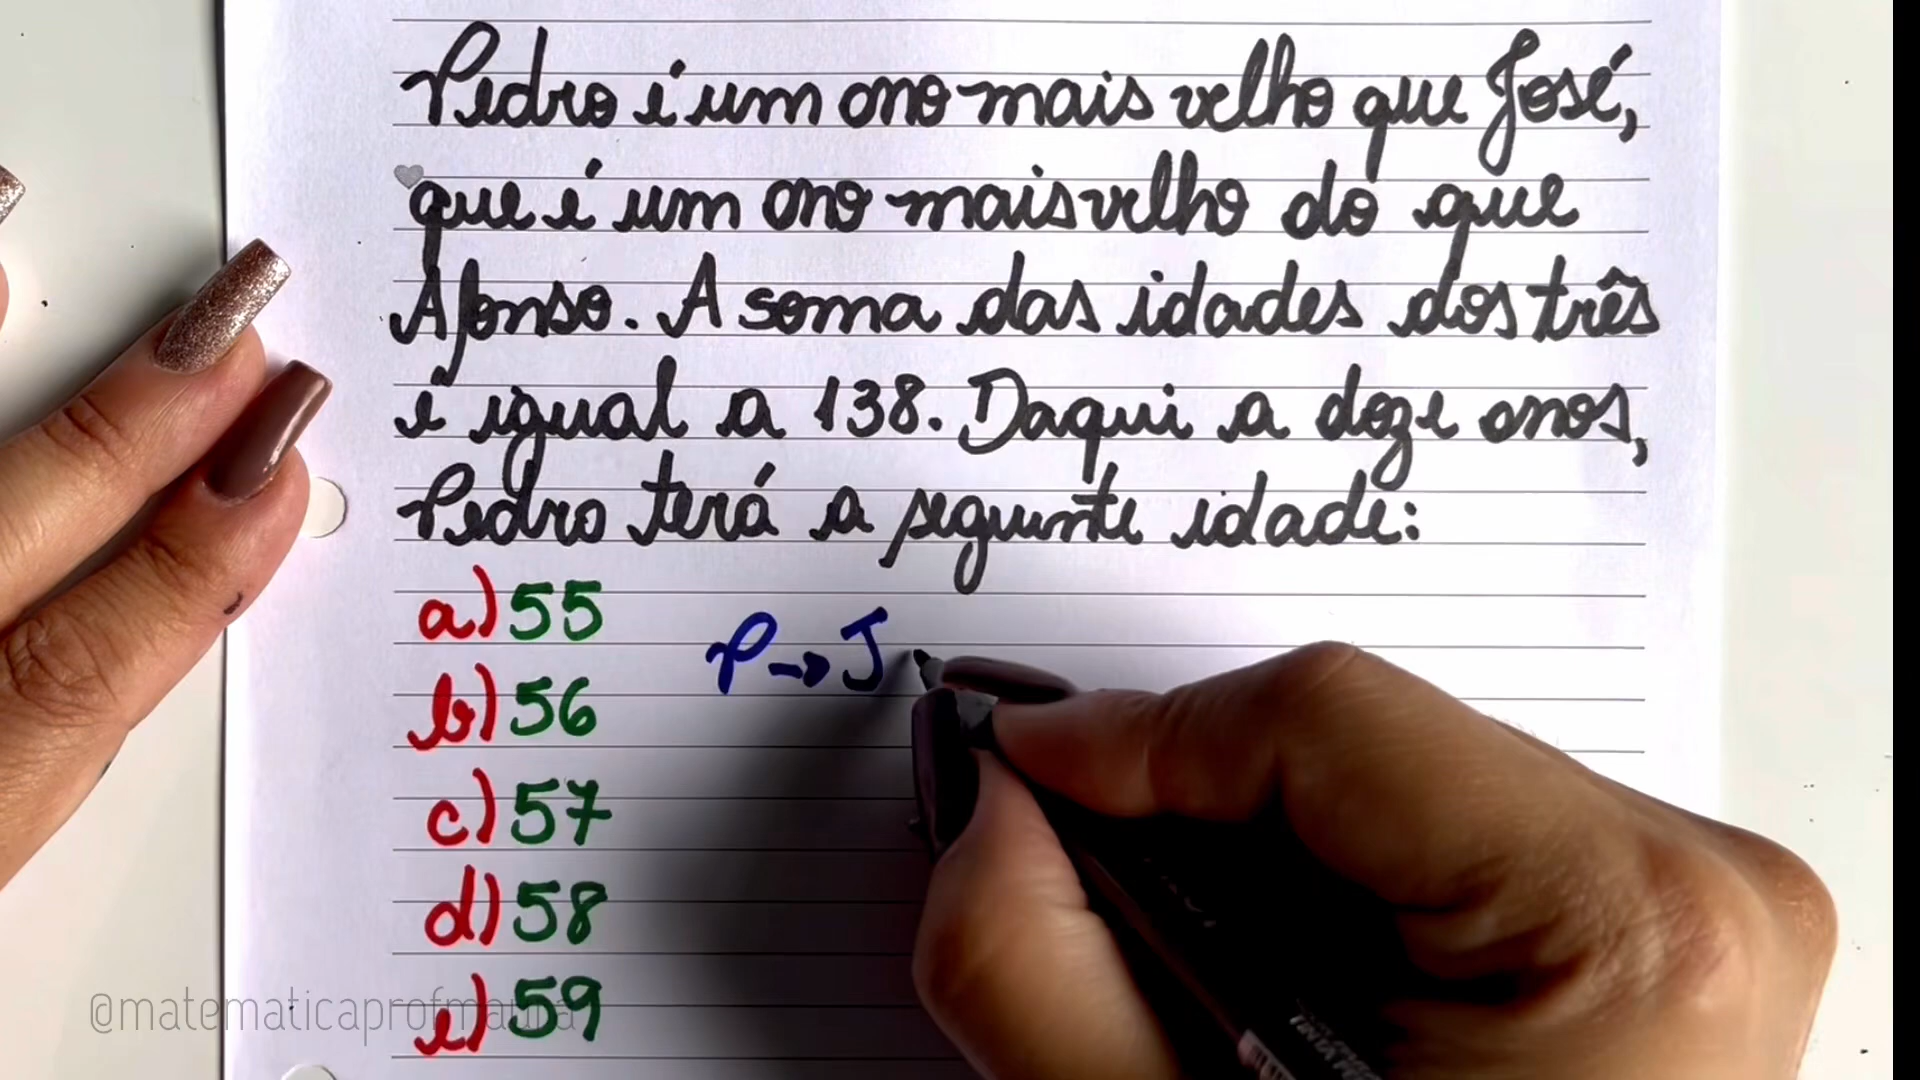 Pedro é um ano mais velho que José,
que é um ano mais velho do que
Afonso. A soma das idades dos três
é igual a 138. Daqui a doze anos,
Pedro terá a seguinte idade:
a) 55
P → J
b) 56
c) 57
d) 58
e) 59